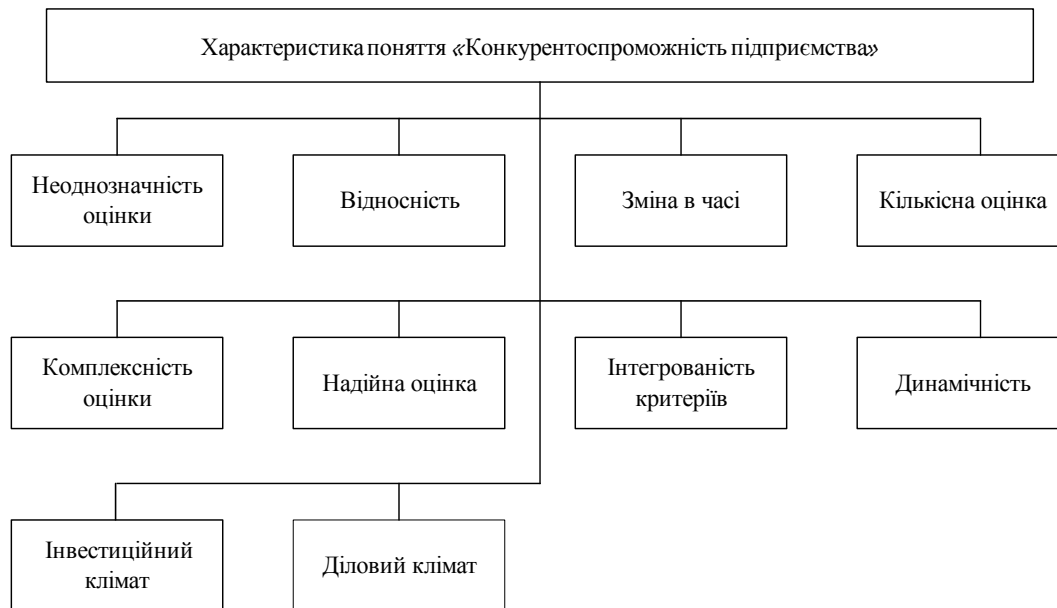 Характеристика поняття «Конкурентоспроможність підприємства»
Неоднозначність
оцінки
Відносність
Зміна в часі
Кількісна оцінка
Комплексність
оцінки
Надійна оцінка
Інтегрованість
критеріїв
Динамічність
Інвестиційний
клімат
Діловий клімат